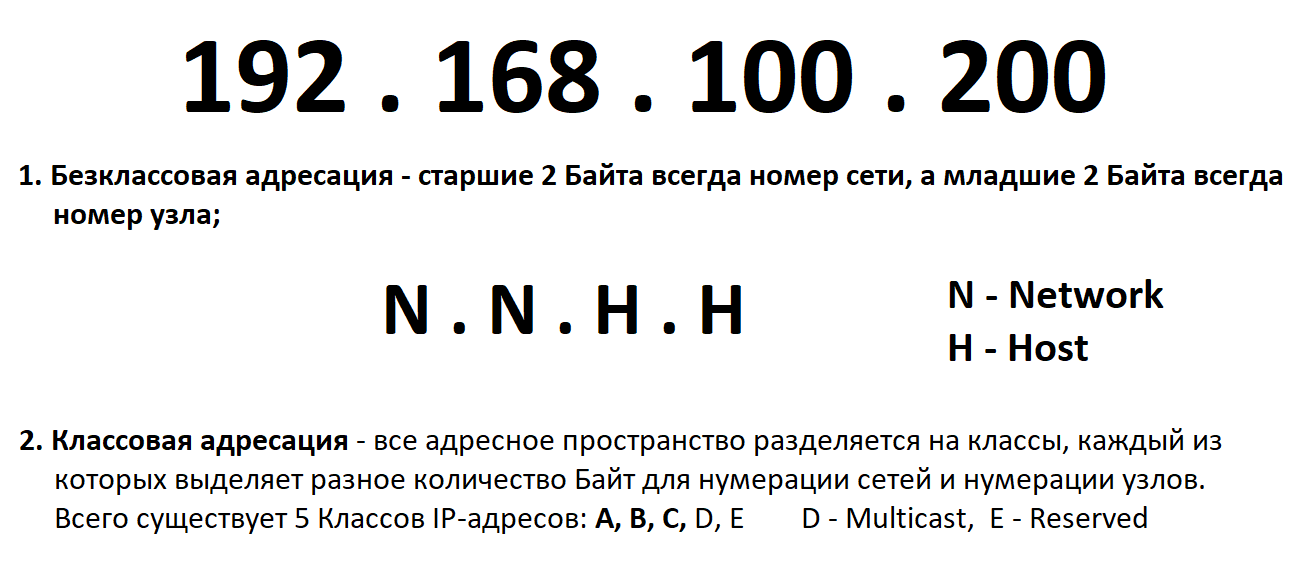 192 . 168 . 100 . 200
1. Безклассовая адресация - старшие 2 Байта всегда номер сети, а младшие 2 Байта всегда
номер узла;
N . N . H . H
N - Network
H - Host
2. Классовая адресация - все адресное пространство разделяется на классы, каждый из
которых выделяет разное количество Байт для нумерации сетей и нумерации узлов.
Всего существует 5 Классов IP-адресов: A, B, C, D, E D - Multicast, E - Reserved